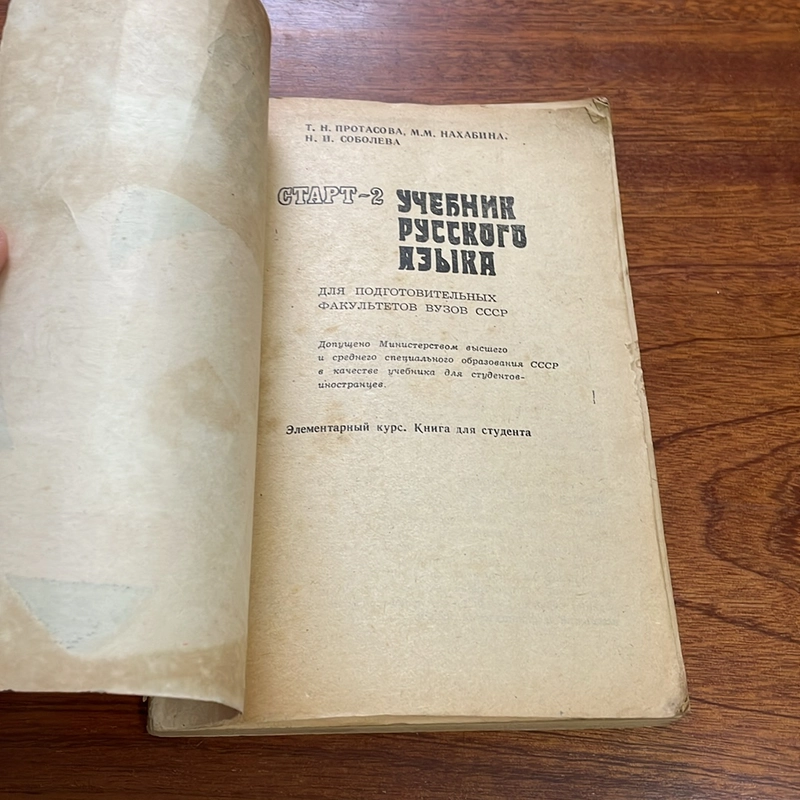 Т. Н. ПРОТАСОВА, М.М. НАХАБИНА.
Н. И. СОБОЛЕВА
СТАРТ-2 УЧЕБНИК
РУССКОГО
ЯЗЫКА
ДЛЯ ПОДГОТОВИТЕЛЬНЫХ
ФАКУЛЬТЕТОВ ВУЗОВ СССР
Допущено Министерством высшего
и среднего специального образования СССР
в качестве учебника для студентов-
иностранцев.
Элементарный курс. Книга для студента